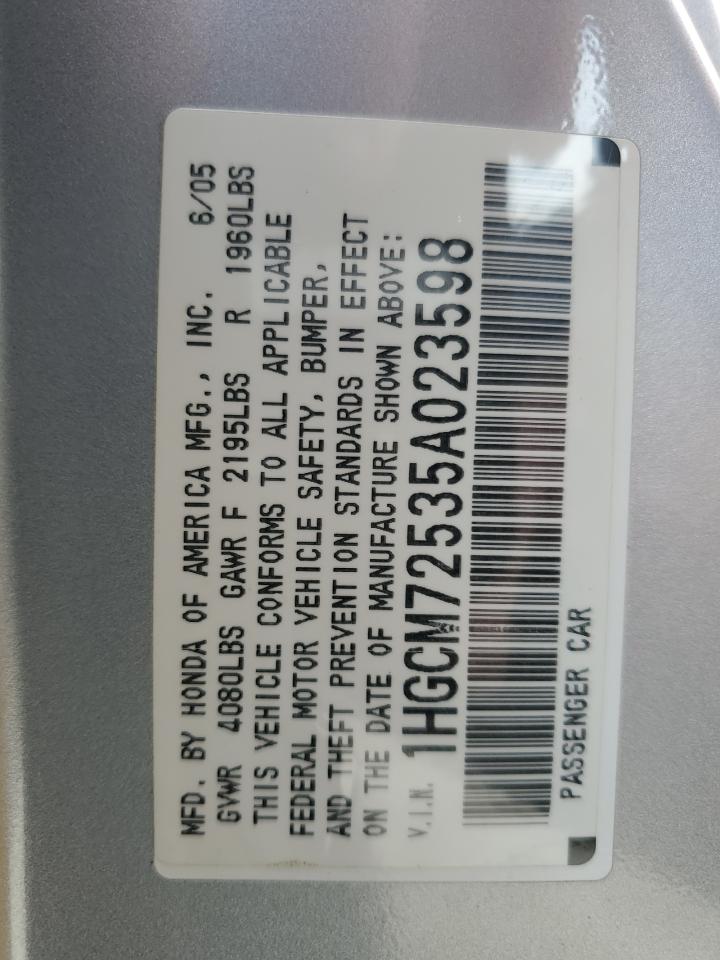 MFD. BY HONDA OF AMERICA MFG., INC. 6/05
GVWR 4080LBS GAWR F 2195LBS R 1960LBS
THIS VEHICLE CONFORMS TO ALL APPLICABLE
FEDERAL MOTOR VEHICLE SAFETY, BUMPER,
AND THEFT PREVENTION STANDARDS IN EFFECT
ON THE DATE OF MANUFACTURE SHOWN ABOVE:
V.I.N. 1HGCM72535A023598
PASSENGER CAR